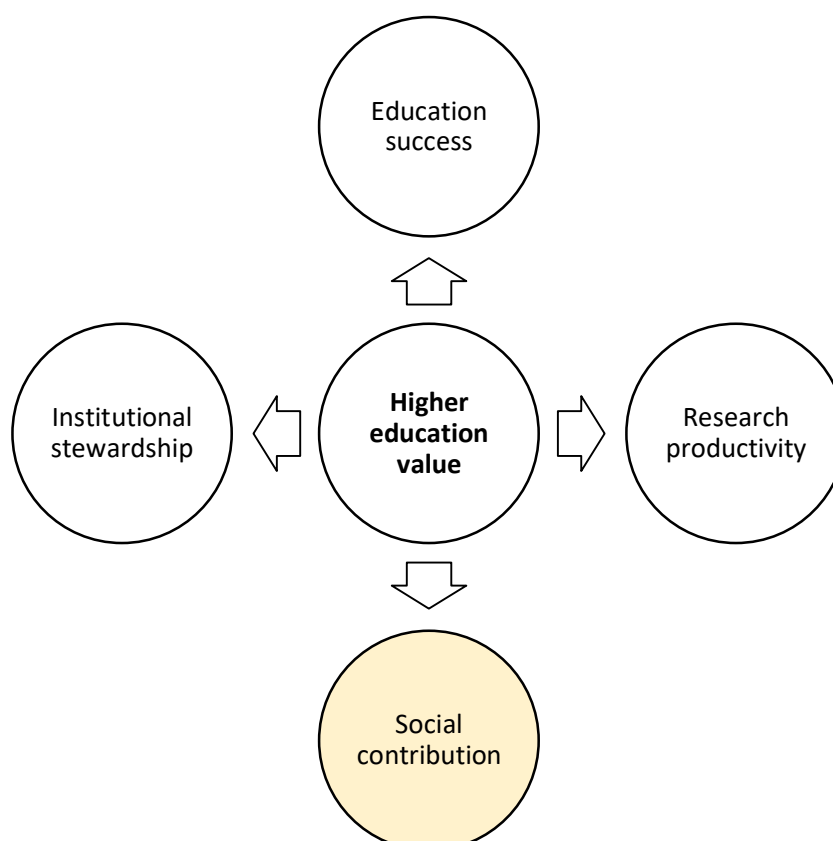 Education
success
Institutional
stewardship
Higher
education
value
Research
productivity
Social
contribution